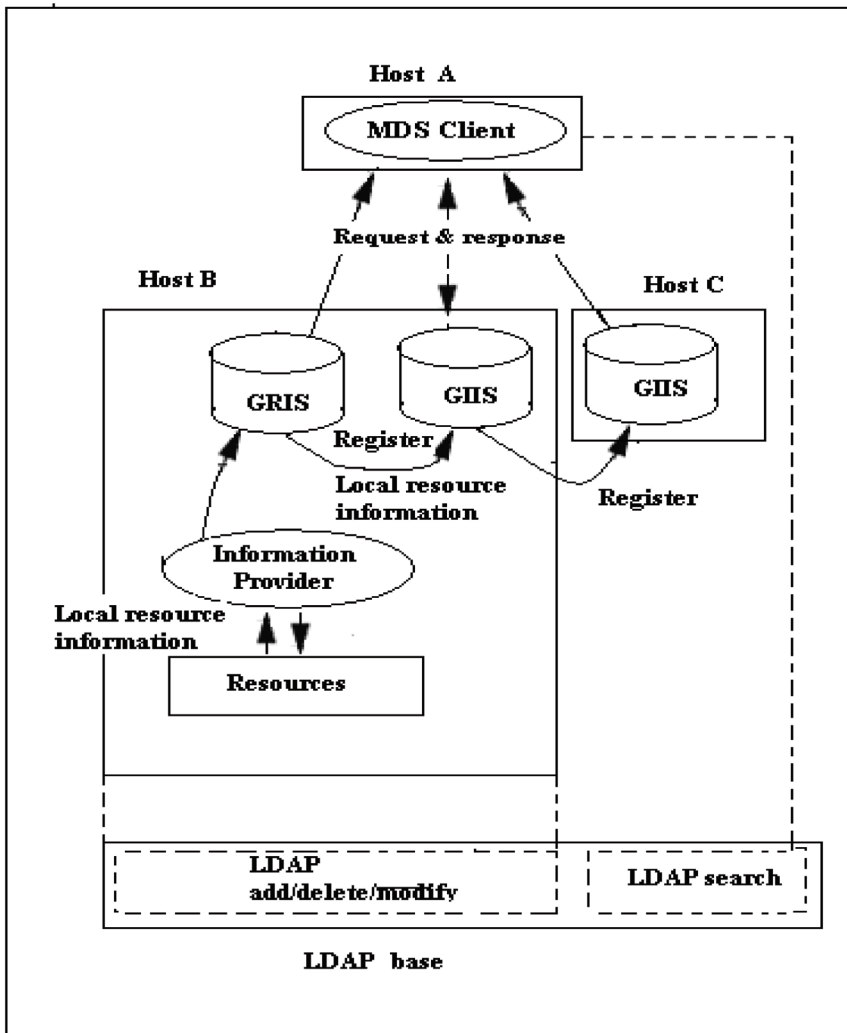 Host A
MDS Client
Request & response
Host B
Host C
GRIS
GIIS
GIIS
Register
Local resource
information
Register
Information
Provider
Local resource
information
Resources
LDAP
add/delete/modify
LDAP search
LDAP base